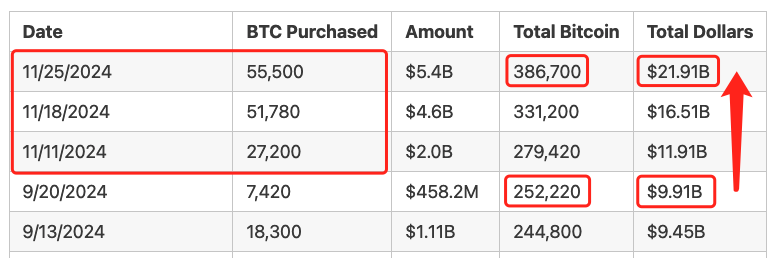 Date BTC Purchased Amount Total Bitcoin Total Dollars
11/25/2024 55,500 $5.4B 386,700 $21.91B
11/18/2024 51,780 $4.6B 331,200 $16.51B
11/11/2024 27,200 $2.0B 279,420 $11.91B
9/20/2024 7,420 $458.2M 252,220 $9.91B
9/13/2024 18,300 $1.11B 244,800 $9.45B